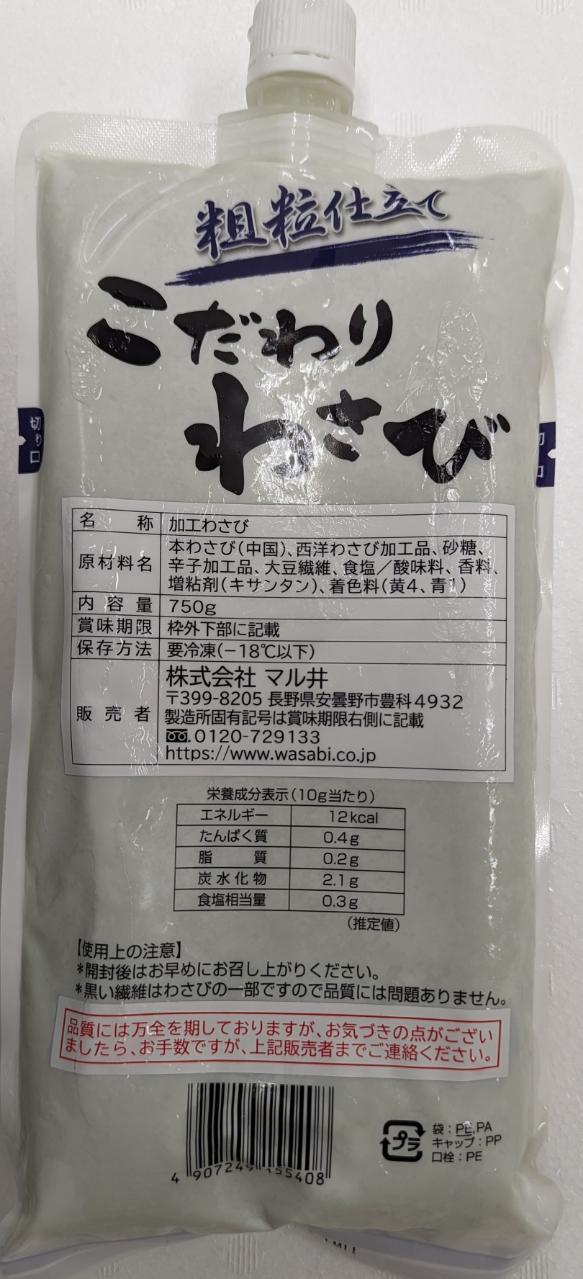 粗粒仕立て
こだわり
わさび
切り口
切り口
名称 加工わさび
原材料名 本わさび(中国)、西洋わさび加工品、砂糖、
辛子加工品、大豆繊維、食塩／酸味料、香料、
増粘剤(キサンタン)、着色料(黄4、青1)
内容量 750g
賞味期限 枠外下部に記載
保存方法 要冷凍(−18℃以下)
販売者 株式会社 マル井
〒399-8205 長野県安曇野市豊科4932
製造所固有記号は賞味期限右側に記載
0120-729133
https://www.wasabi.co.jp
栄養成分表示(10g当たり)
エネルギー 12kcal
たんぱく質 0.4g
脂質 0.2g
炭水化物 2.1g
食塩相当量 0.3g
(推定値)
【使用上の注意】
*開封後はお早めにお召し上がりください。
*黒い繊維はわさびの一部ですので品質には問題ありません。
品質には万全を期しておりますが、お気づきの点がござい
ましたら、お手数ですが、上記販売者までご連絡ください。
プラ
袋：PE,PA
キャップ：PP
口栓：PE